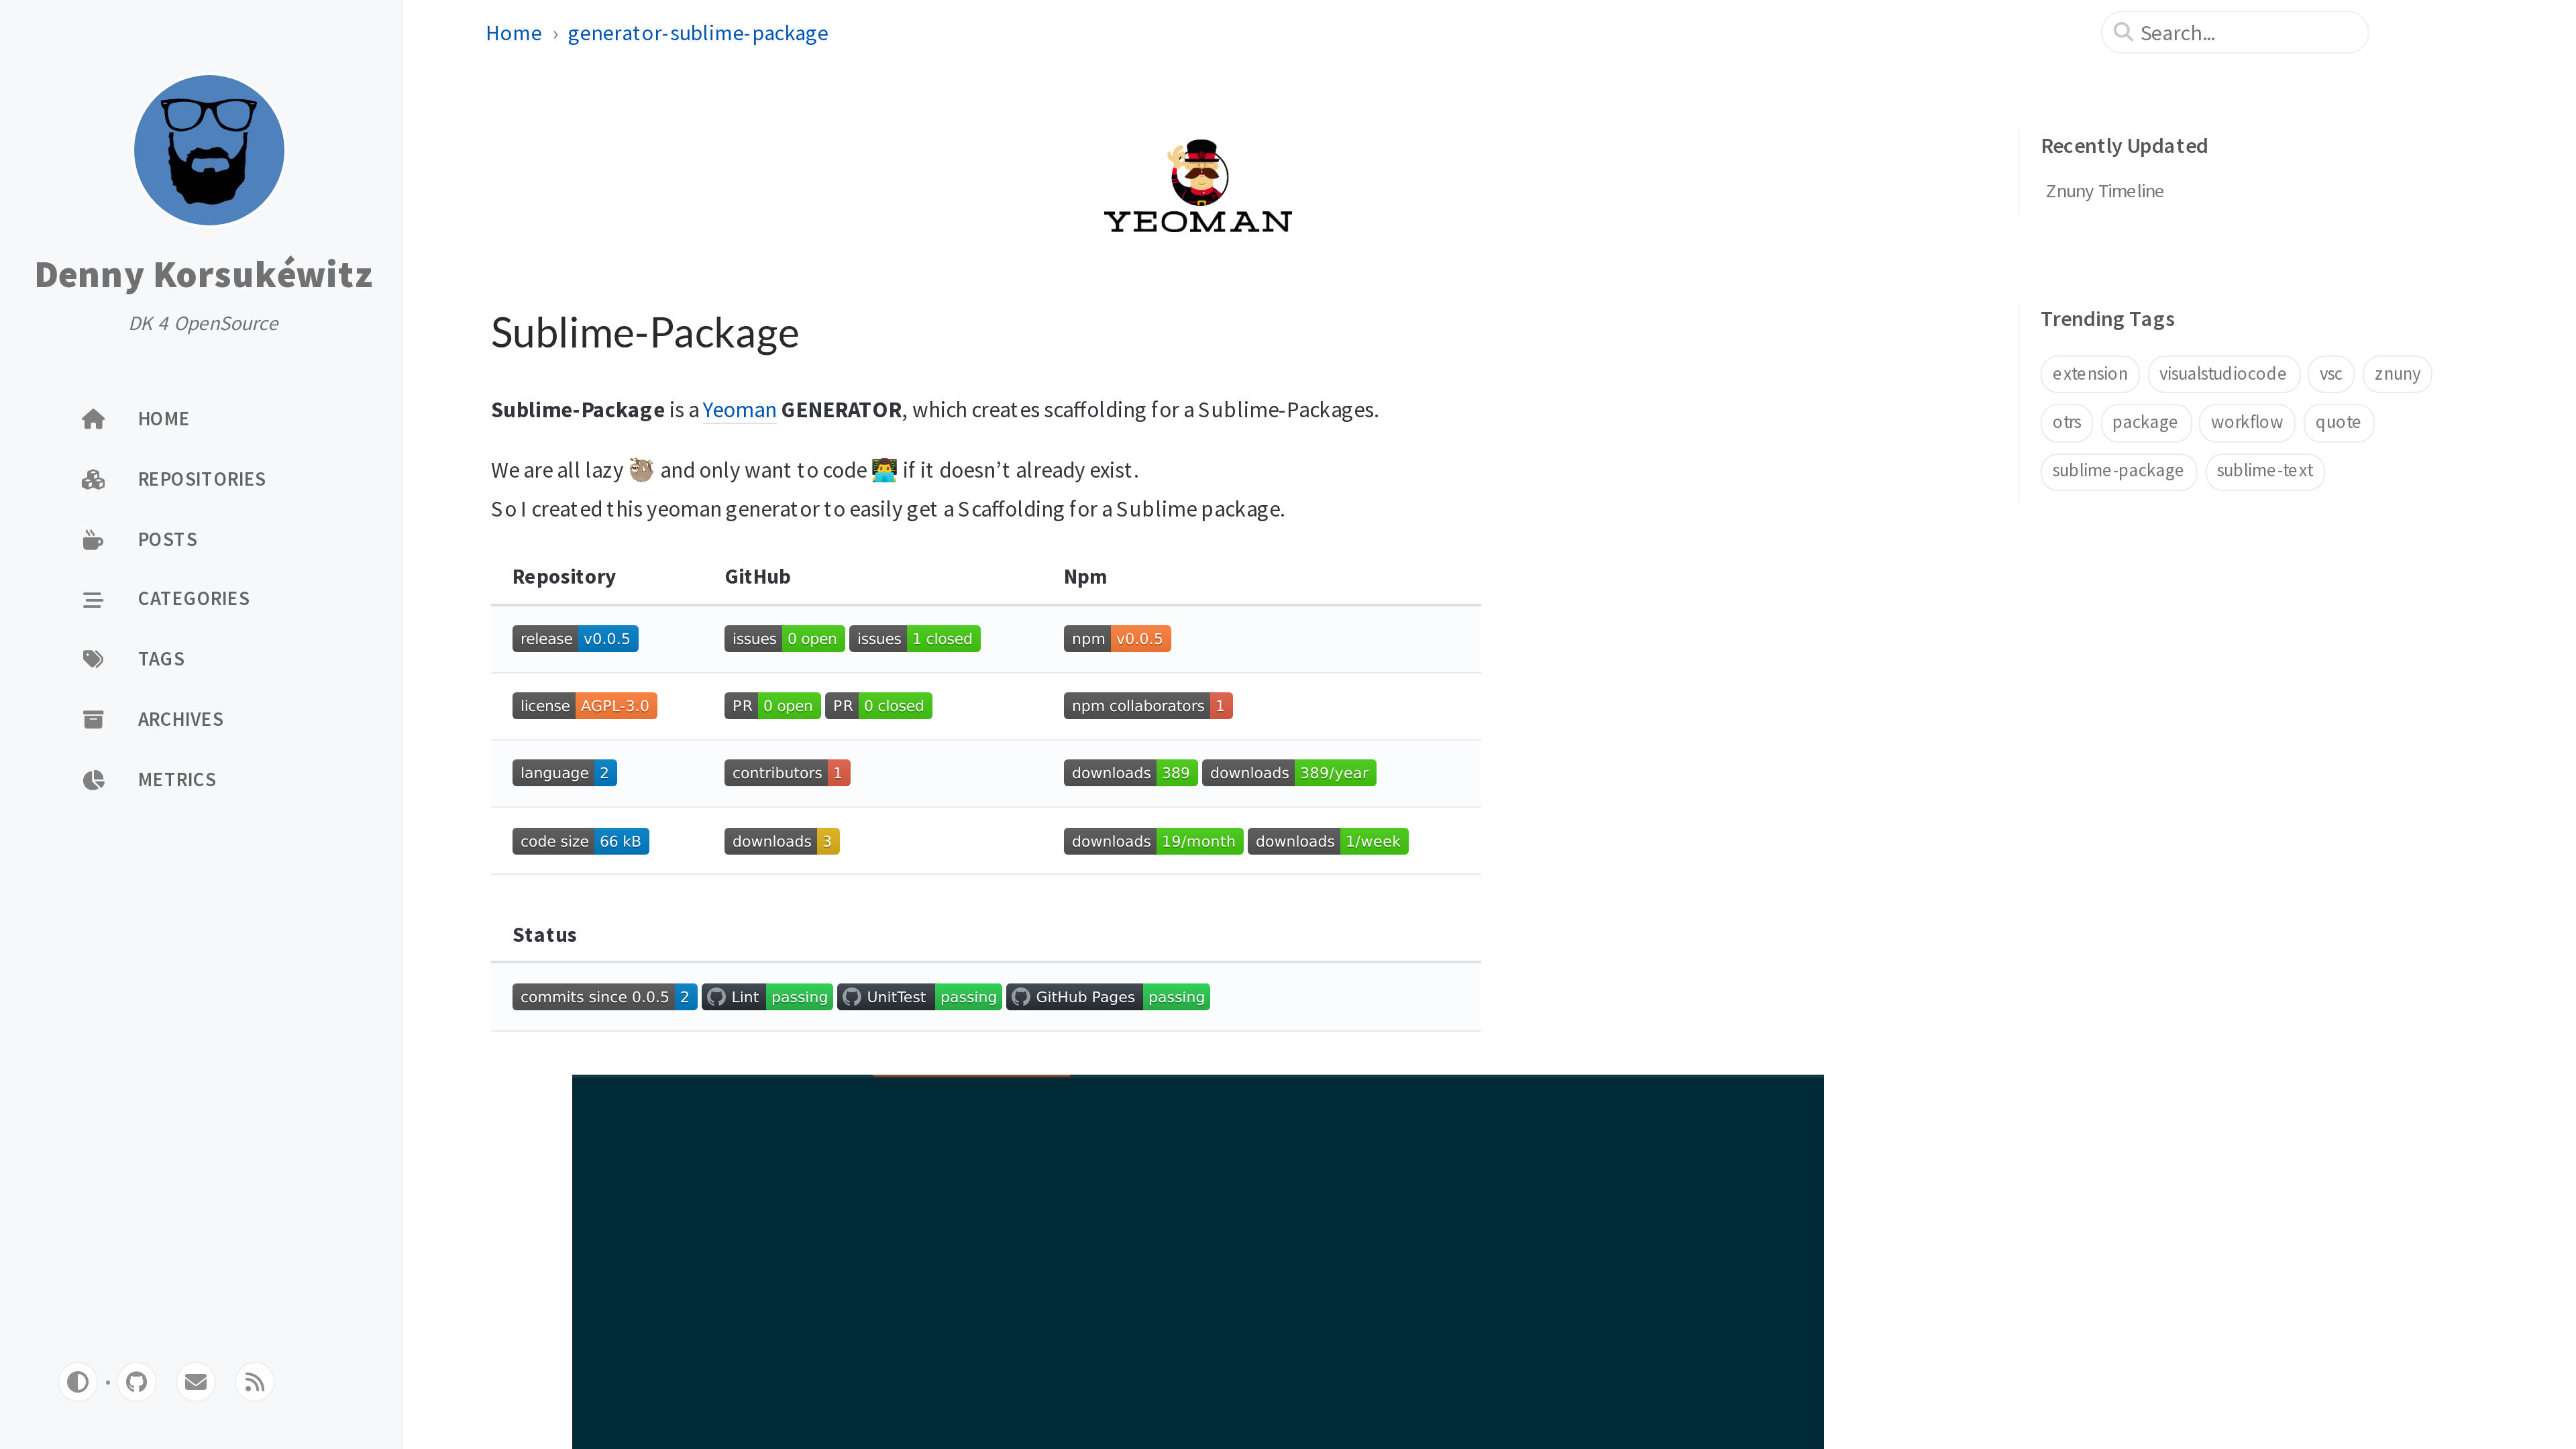 Denny Korsukéwitz
DK 4 OpenSource
HOME
REPOSITORIES
POSTS
CATEGORIES
TAGS
ARCHIVES
METRICS
Home › generator-sublime-package
Search...
YEOMAN
Sublime-Package
Sublime-Package is a Yeoman GENERATOR, which creates scaffolding for a Sublime-Packages.
We are all lazy 🦥 and only want to code 👨‍💻 if it doesn’t already exist.
So I created this yeoman generator to easily get a Scaffolding for a Sublime package.
Repository GitHub Npm
release v0.0.5 issues 0 open issues 1 closed npm v0.0.5
license AGPL-3.0 PR 0 open PR 0 closed npm collaborators 1
language 2 contributors 1 downloads 389 downloads 389/year
code size 66 kB downloads 3 downloads 19/month downloads 1/week
Status
commits since 0.0.5 2 Lint passing UnitTest passing GitHub Pages passing
Recently Updated
Znuny Timeline
Trending Tags
extension visualstudiocode vsc znuny
otrs package workflow quote
sublime-package sublime-text